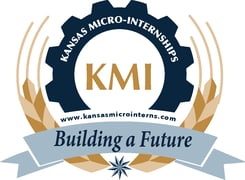 KANSAS MICRO-INTERNSHIPS
KMI
www.kansasmicrointerns.com
Building a Future